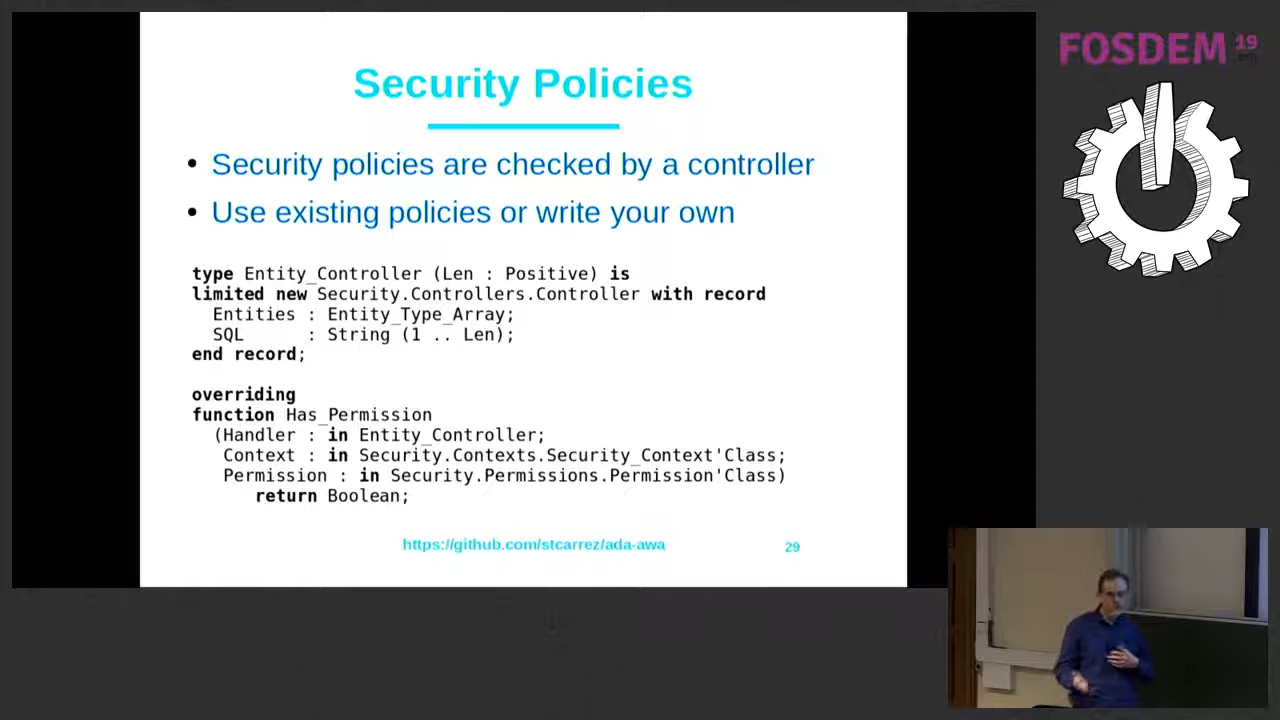 Security Policies
• Security policies are checked by a controller
• Use existing policies or write your own
type Entity_Controller (Len : Positive) is
limited new Security.Controllers.Controller with record
  Entities : Entity_Type_Array;
  SQL      : String (1 .. Len);
end record;
overriding
function Has_Permission
  (Handler : in Entity_Controller;
   Context : in Security.Contexts.Security_Context'Class;
   Permission : in Security.Permissions.Permission'Class)
      return Boolean;
https://github.com/stcarrez/ada-awa
29
FOSDEM 19